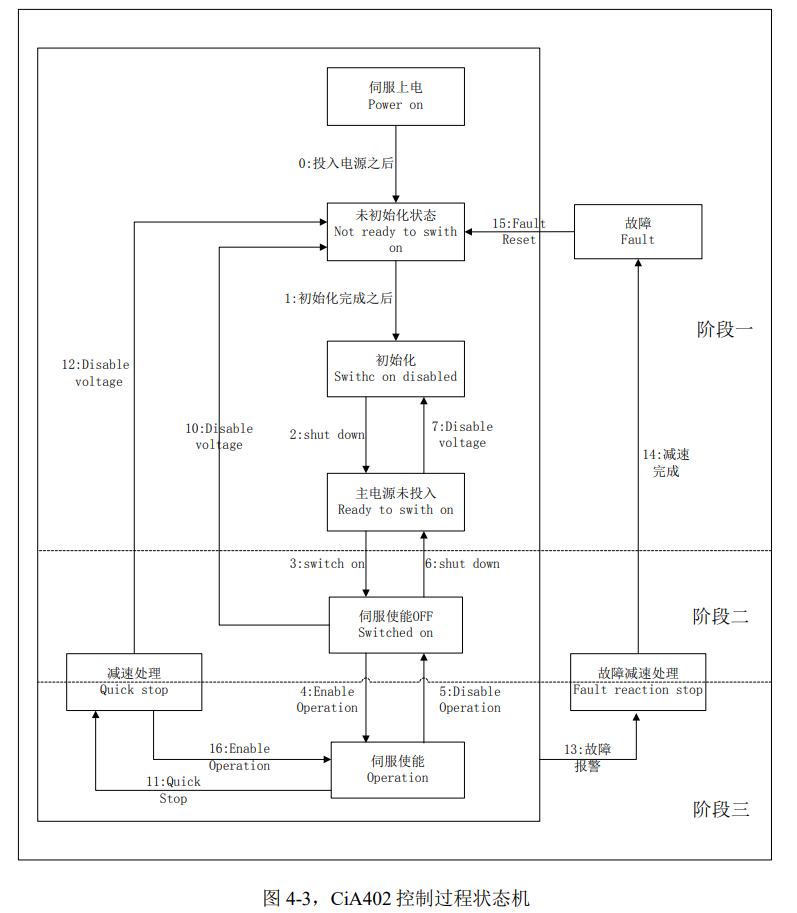 伺服上电
Power on
0:投入电源之后
未初始化状态
Not ready to swith
on
15:Fault
Reset
故障
Fault
1:初始化完成之后
阶段一
初始化
Swithc on disabled
12:Disable
voltage
10:Disable
voltage
2:shut down
7:Disable
voltage
14:减速
完成
主电源未投入
Ready to swith on
3:switch on
6:shut down
伺服使能OFF
Switched on
阶段二
减速处理
Quick stop
4:Enable
Operation
5:Disable
Operation
故障减速处理
Fault reaction stop
16:Enable
Operation
伺服使能
Operation
13:故障
报警
11:Quick
Stop
阶段三
图 4-3，CiA402 控制过程状态机